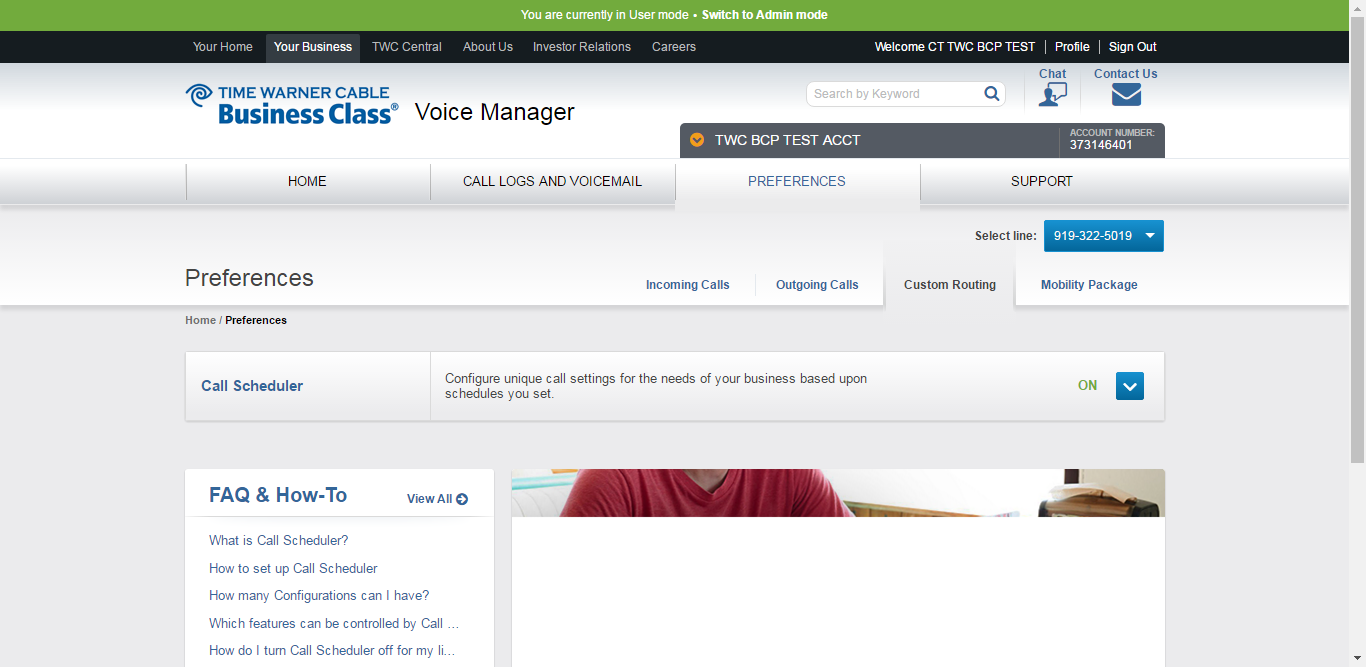 You are currently in User mode • Switch to Admin mode
Your Home Your Business TWC Central About Us Investor Relations Careers Welcome CT TWC BCP TEST Profile Sign Out
TIME WARNER CABLE
Business Class® Voice Manager
Search by Keyword
Chat
Contact Us
TWC BCP TEST ACCT
ACCOUNT NUMBER:
373146401
HOME CALL LOGS AND VOICEMAIL PREFERENCES SUPPORT
Select line: 919-322-5019
Preferences
Incoming Calls Outgoing Calls Custom Routing Mobility Package
Home / Preferences
Call Scheduler
Configure unique call settings for the needs of your business based upon
schedules you set.
ON
FAQ & How-To View All
What is Call Scheduler?
How to set up Call Scheduler
How many Configurations can I have?
Which features can be controlled by Call ...
How do I turn Call Scheduler off for my li...